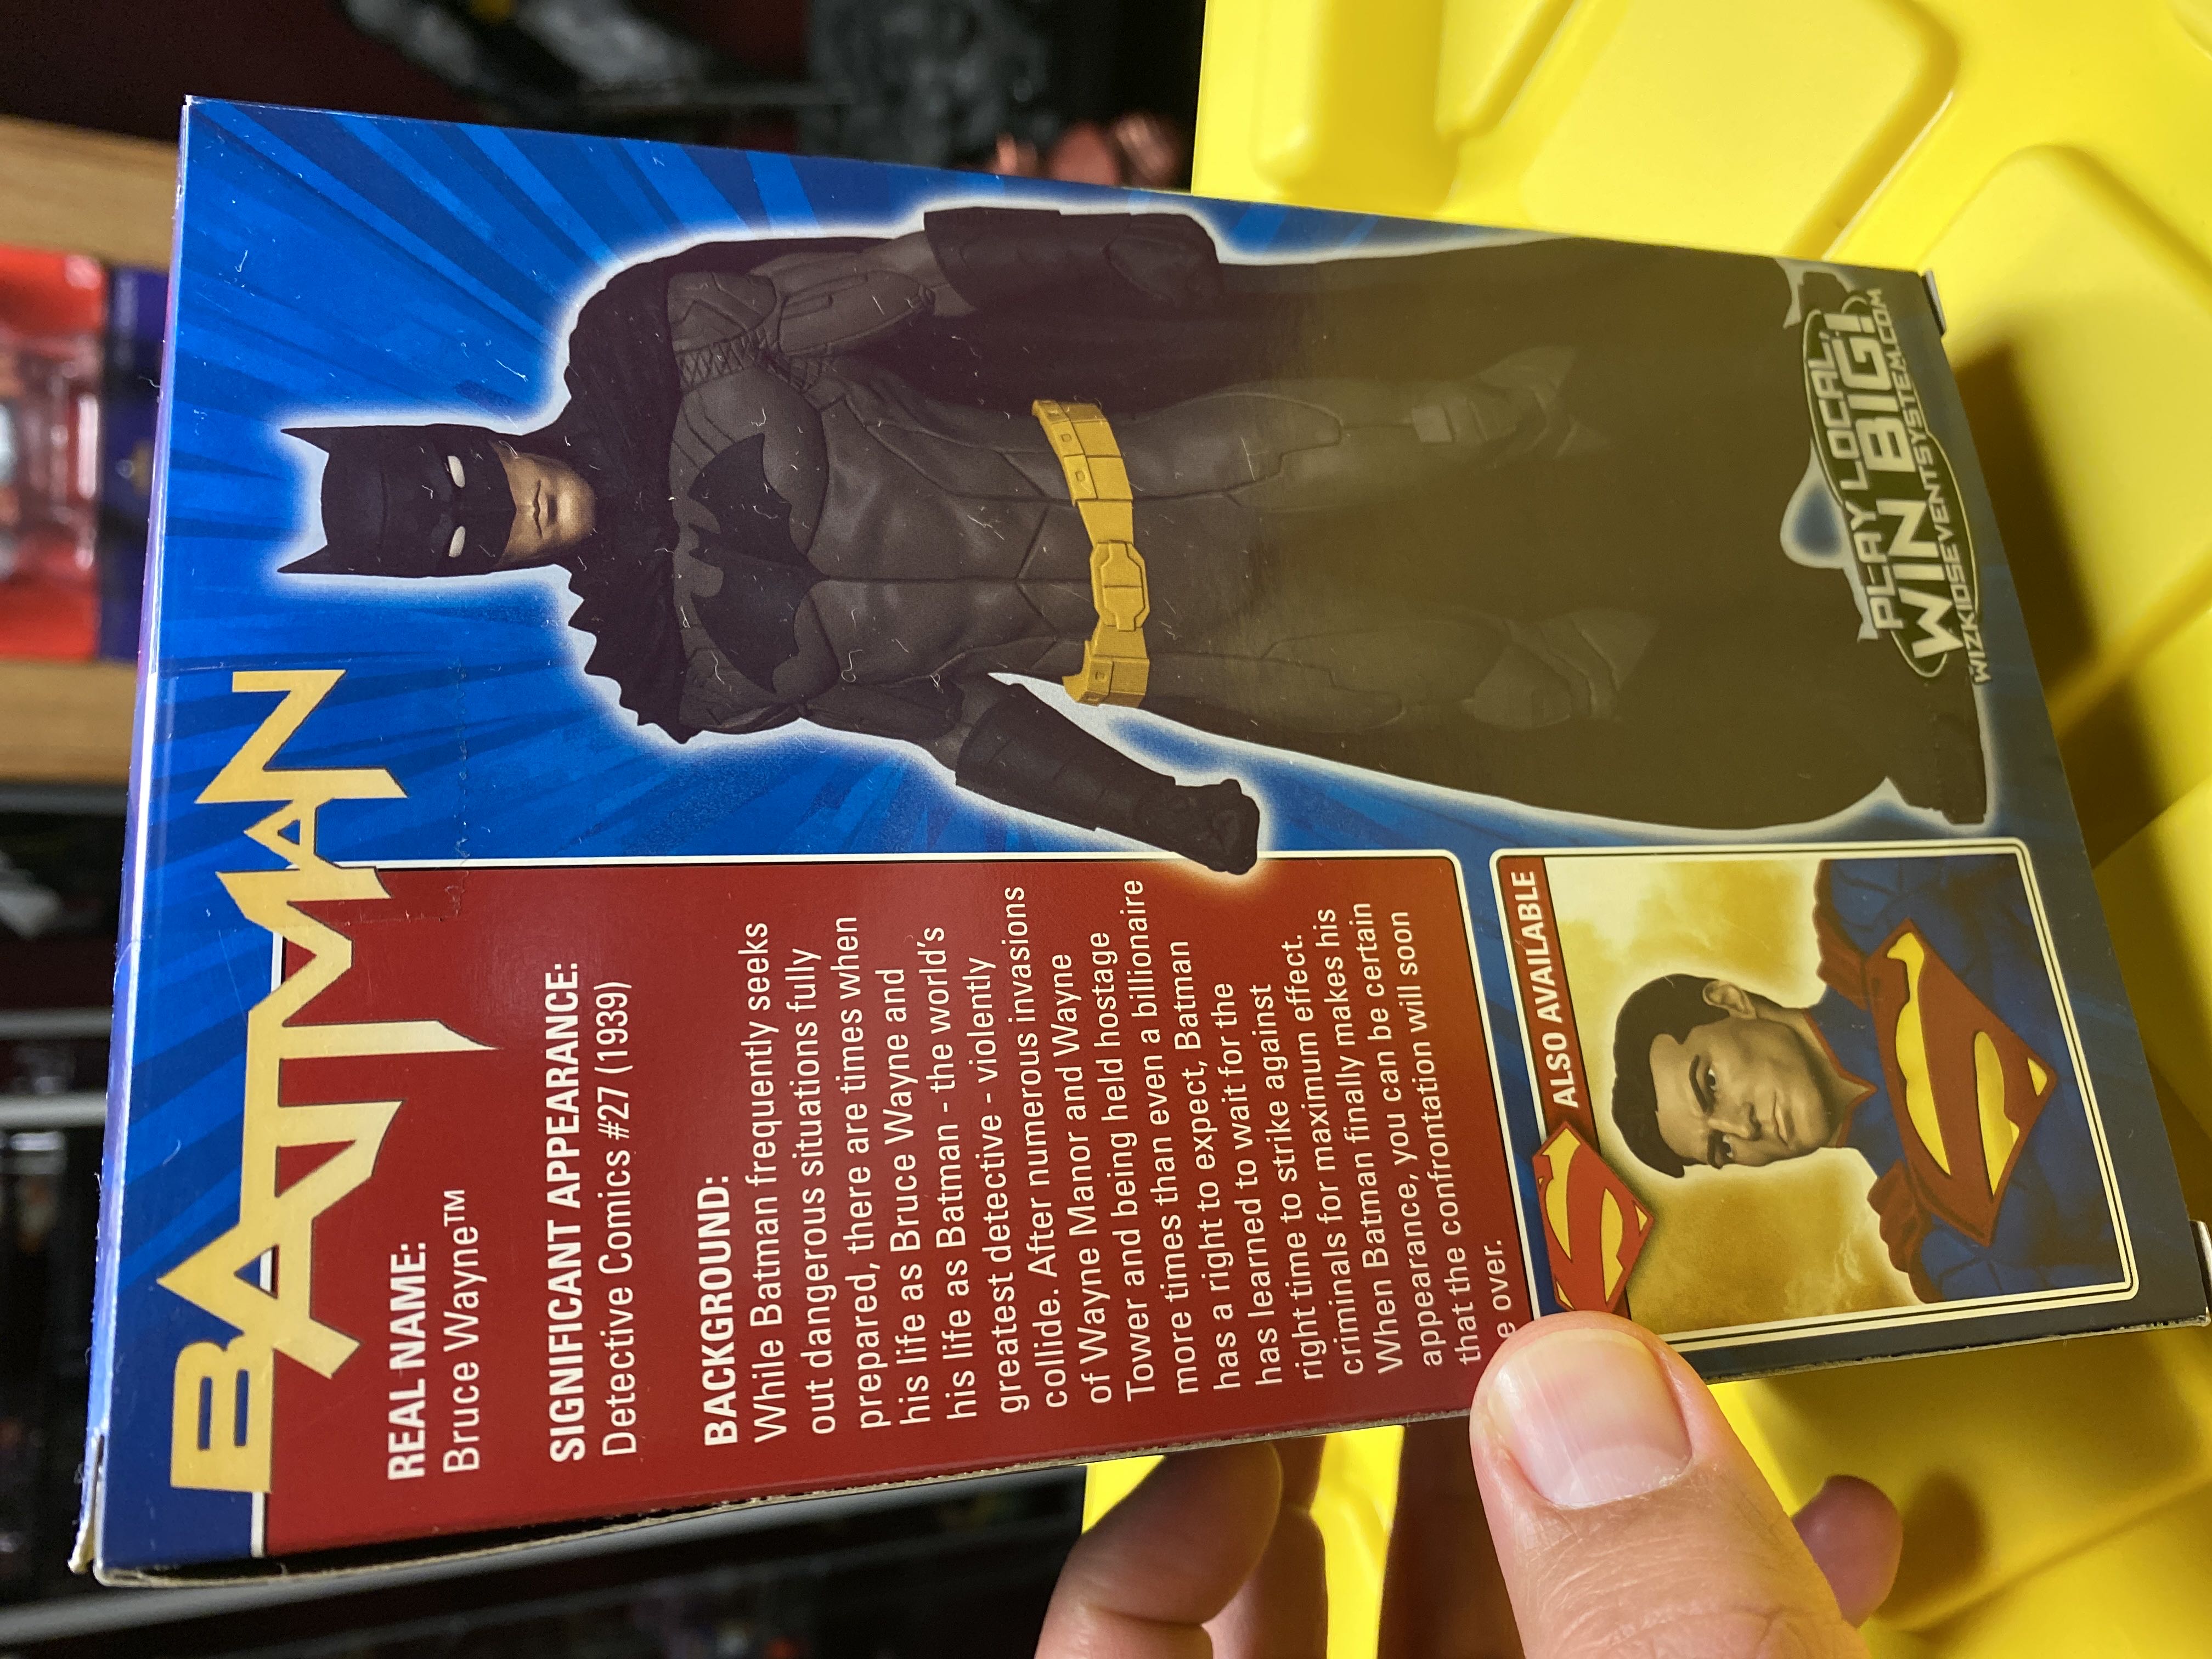 BATMAN
REAL NAME:
Bruce Wayne™
SIGNIFICANT APPEARANCE:
Detective Comics #27 (1939)
BACKGROUND:
While Batman frequently seeks
out dangerous situations fully
prepared, there are times when
his life as Bruce Wayne and
his life as Batman - the world's
greatest detective - violently
collide. After numerous invasions
of Wayne Manor and Wayne
Tower and being held hostage
more times than even a billionaire
has a right to expect, Batman
has learned to wait for the
right time to strike against
criminals for maximum effect.
When Batman finally makes his
appearance, you can be certain
that the confrontation will soon
e over.
ALSO AVAILABLE
S
S
PLAY LOCAL,
WIN BIG!
WIZKIDSEVENTSYSTEM.COM